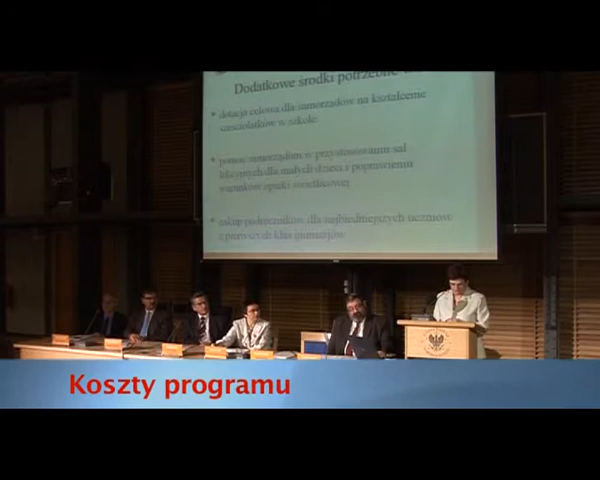 Dodatkowe środki potrzebne
• dotacja celowa dla samorządów na kształcenie
sześciolatków w szkole
• pomoc samorządom w przystosowaniu sal
lekcyjnych dla małych dzieci z poprawieniem
warunków opieki świetlicowej
• zakup podręczników dla najbiedniejszych uczniów
z pierwszych klas gimnazjów
Koszty programu